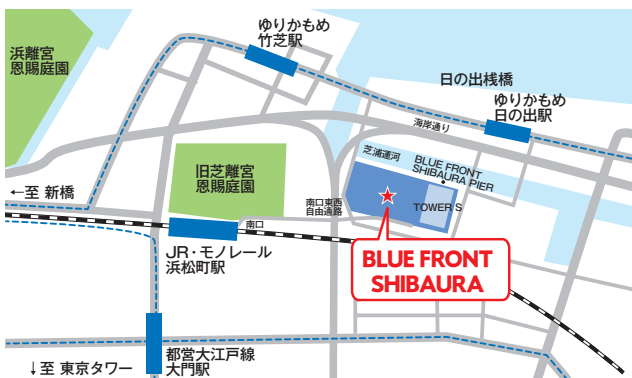 ゆりかもめ
竹芝駅
浜離宮
恩賜庭園
日の出桟橋
ゆりかもめ
日の出駅
海岸通り
芝浦運河
BLUE FRONT
SHIBAURA PIER
旧芝離宮
恩賜庭園
←至 新橋
南口東西
自由通路
TOWER S
南口
JR・モノレール
浜松町駅
BLUE FRONT
SHIBAURA
都営大江戸線
大門駅
↓至 東京タワー